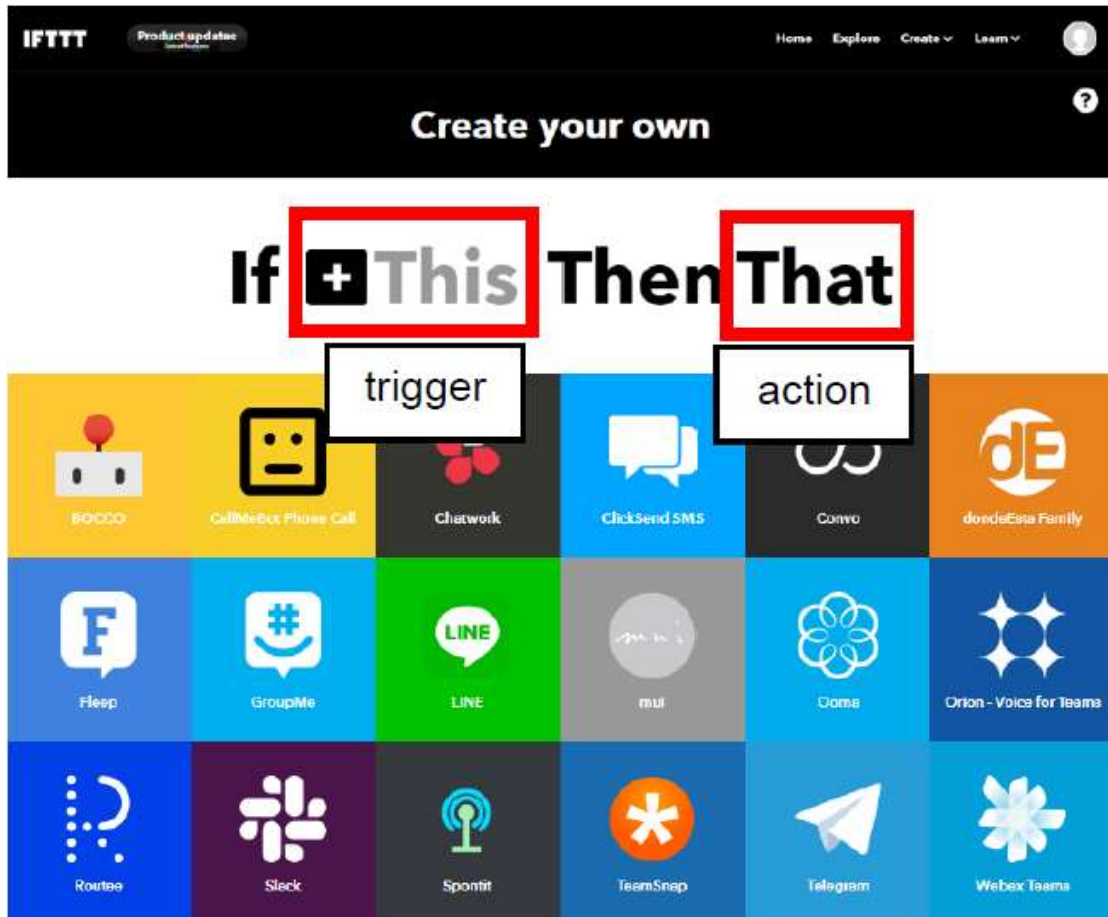 IFTTT Product updates Home Explore Create Learn
?
Create your own
If + This Then That
trigger action
BOCCO CallMeBot Phone Call Chatwork ClickSend SMS Convo dondeEsta Family
dE
F # LINE mui
Fleep GroupMe LINE mui Ooma Orion - Voice for Teams
Routee Slack Spontit TeamSnap Telegram Webex Teams